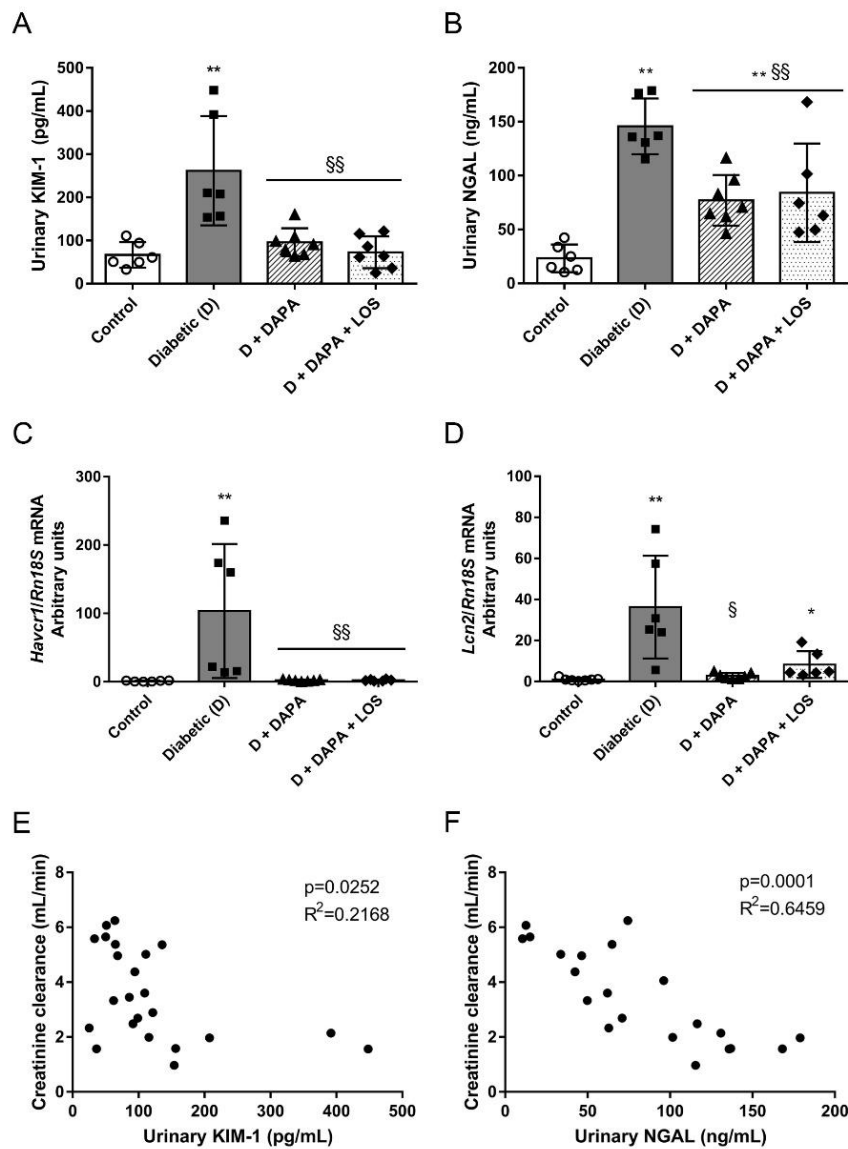 A
Urinary KIM-1 (pg/mL)
500
400
300
200
100
0
**
§§
Control
Diabetic (D)
D + DAPA
D + DAPA + LOS
B
Urinary NGAL (ng/mL)
200
150
100
50
0
**
** §§
Control
Diabetic (D)
D + DAPA
D + DAPA + LOS
C
Havcr1/Rn18S mRNA
Arbitrary units
300
200
100
0
**
§§
Control
Diabetic (D)
D + DAPA
D + DAPA + LOS
D
Lcn2/Rn18S mRNA
Arbitrary units
100
80
60
40
20
0
**
§
*
Control
Diabetic (D)
D + DAPA
D + DAPA + LOS
E
Creatinine clearance (mL/min)
8
6
4
2
0
p=0.0252
R²=0.2168
0 100 200 300 400 500
Urinary KIM-1 (pg/mL)
F
Creatinine clearance (mL/min)
8
6
4
2
0
p=0.0001
R²=0.6459
0 50 100 150 200
Urinary NGAL (ng/mL)